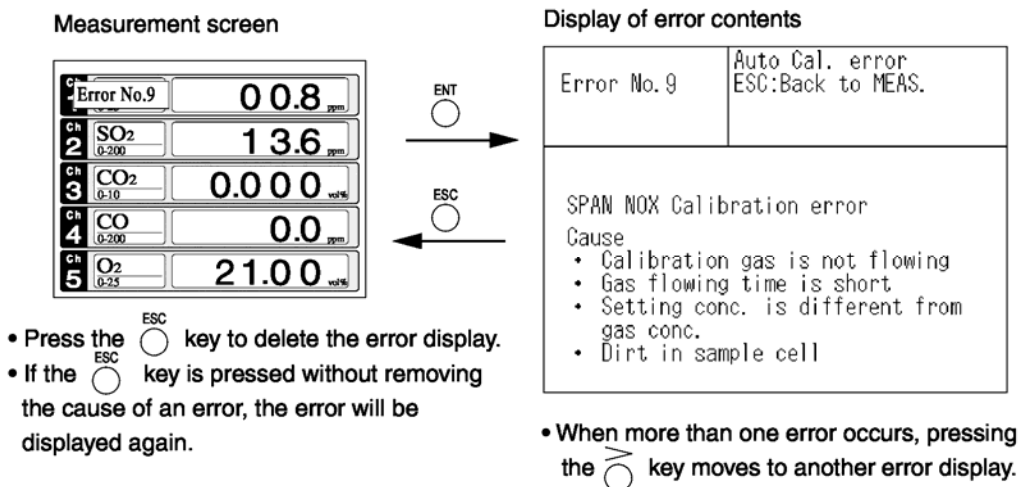 Measurement screen
Error No.9
00.8 ppm
Ch 2 SO2 0-200 13.6 ppm
Ch 3 CO2 0-10 0.000 vol%
Ch 4 CO 0-200 0.0 ppm
Ch 5 O2 0-25 21.00 vol%
ENT
ESC
• Press the ESC key to delete the error display.
• If the ESC key is pressed without removing
the cause of an error, the error will be
displayed again.
Display of error contents
Error No.9
Auto Cal. error
ESC:Back to MEAS.
SPAN NOX Calibration error
Cause
• Calibration gas is not flowing
• Gas flowing time is short
• Setting conc. is different from
gas conc.
• Dirt in sample cell
• When more than one error occurs, pressing
the > key moves to another error display.